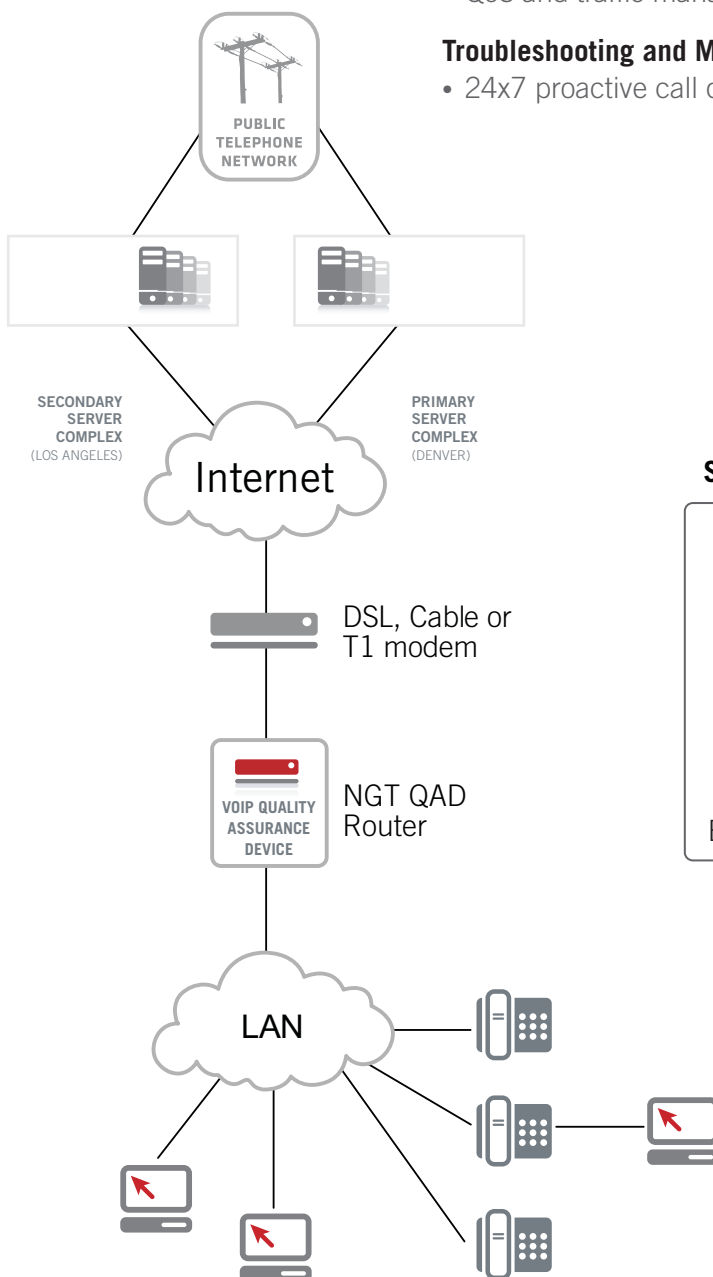 Troubleshooting and
• 24x7 proactive call
PUBLIC
TELEPHONE
NETWORK
SECONDARY
SERVER
COMPLEX
(LOS ANGELES)
PRIMARY
SERVER
COMPLEX
(DENVER)
Internet
DSL, Cable or
T1 modem
VOIP QUALITY
ASSURANCE
DEVICE
NGT QAD
Router
LAN